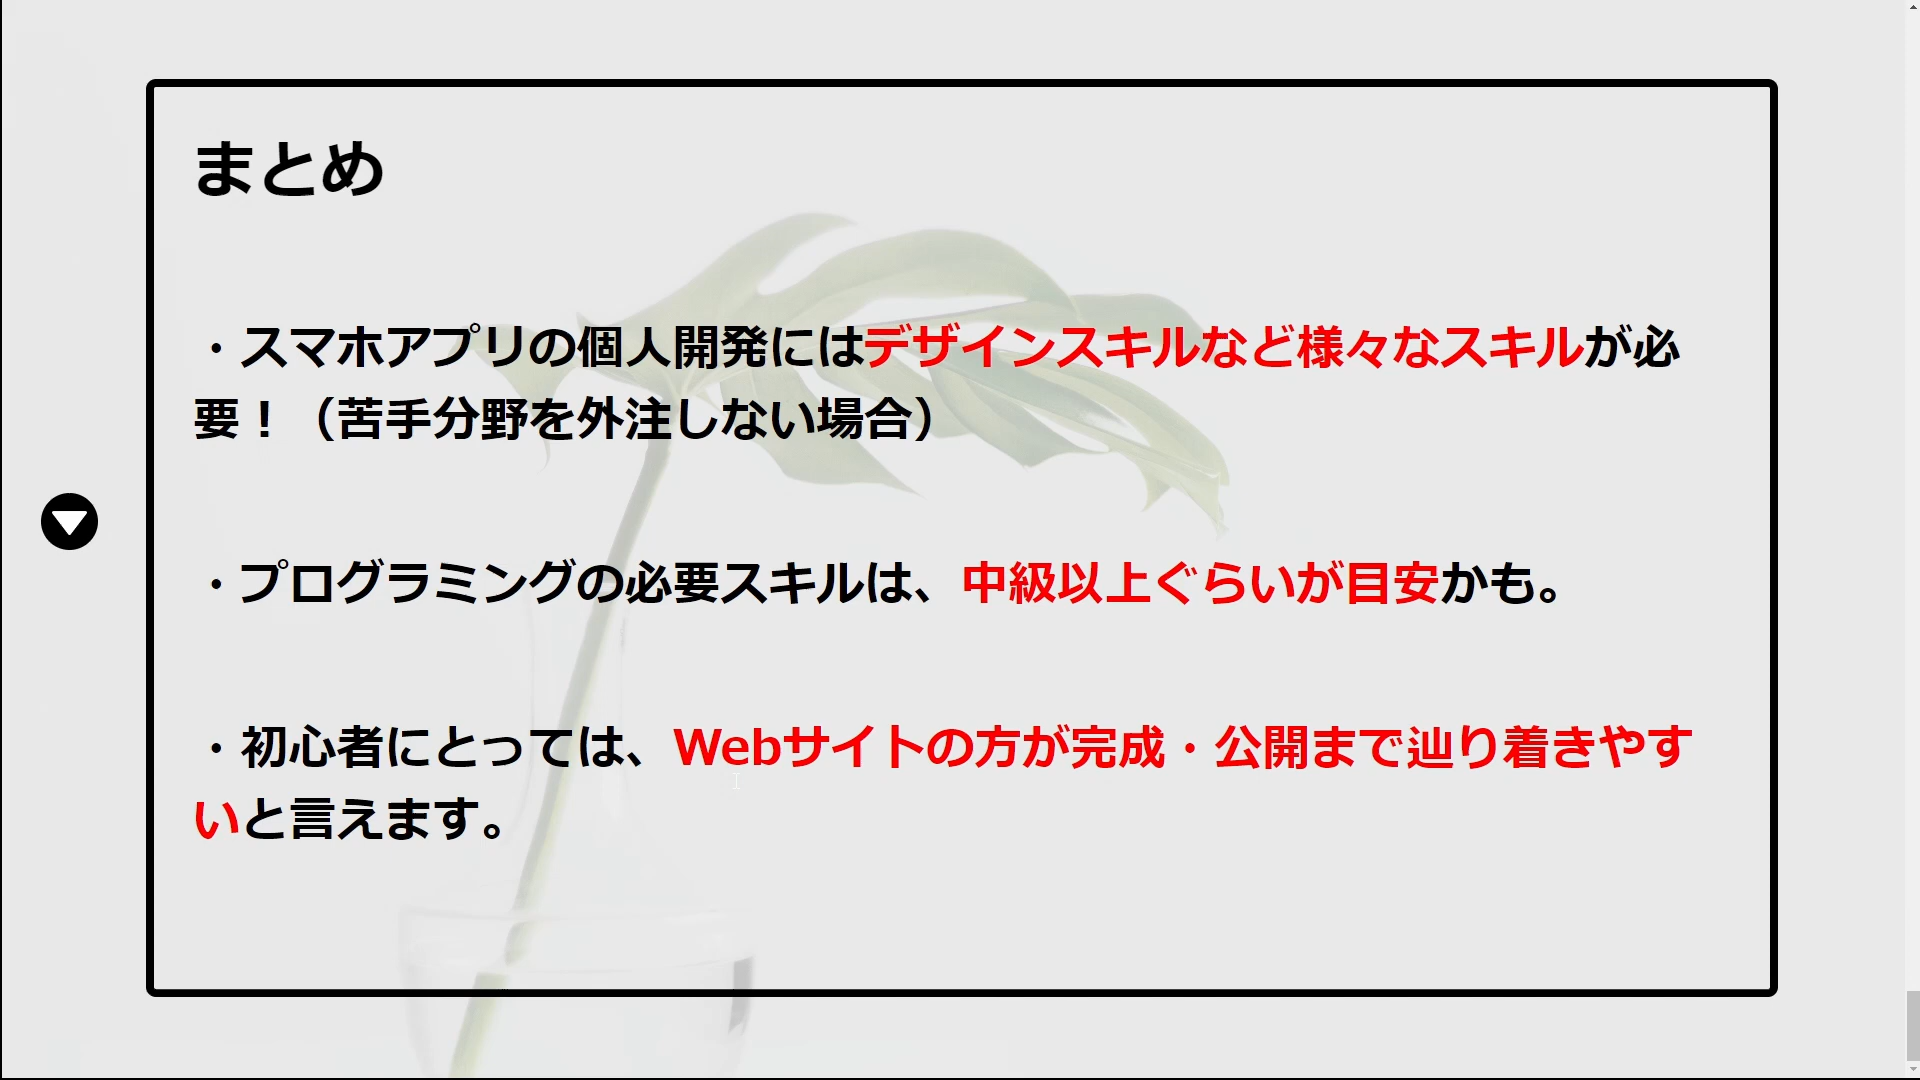 まとめ
・スマホアプリの個人開発にはデザインスキルなど様々なスキルが必
要！（苦手分野を外注しない場合）
・プログラミングの必要スキルは、中級以上ぐらいが目安かも。
・初心者にとっては、Webサイトの方が完成・公開まで辿り着きやす
いと言えます。